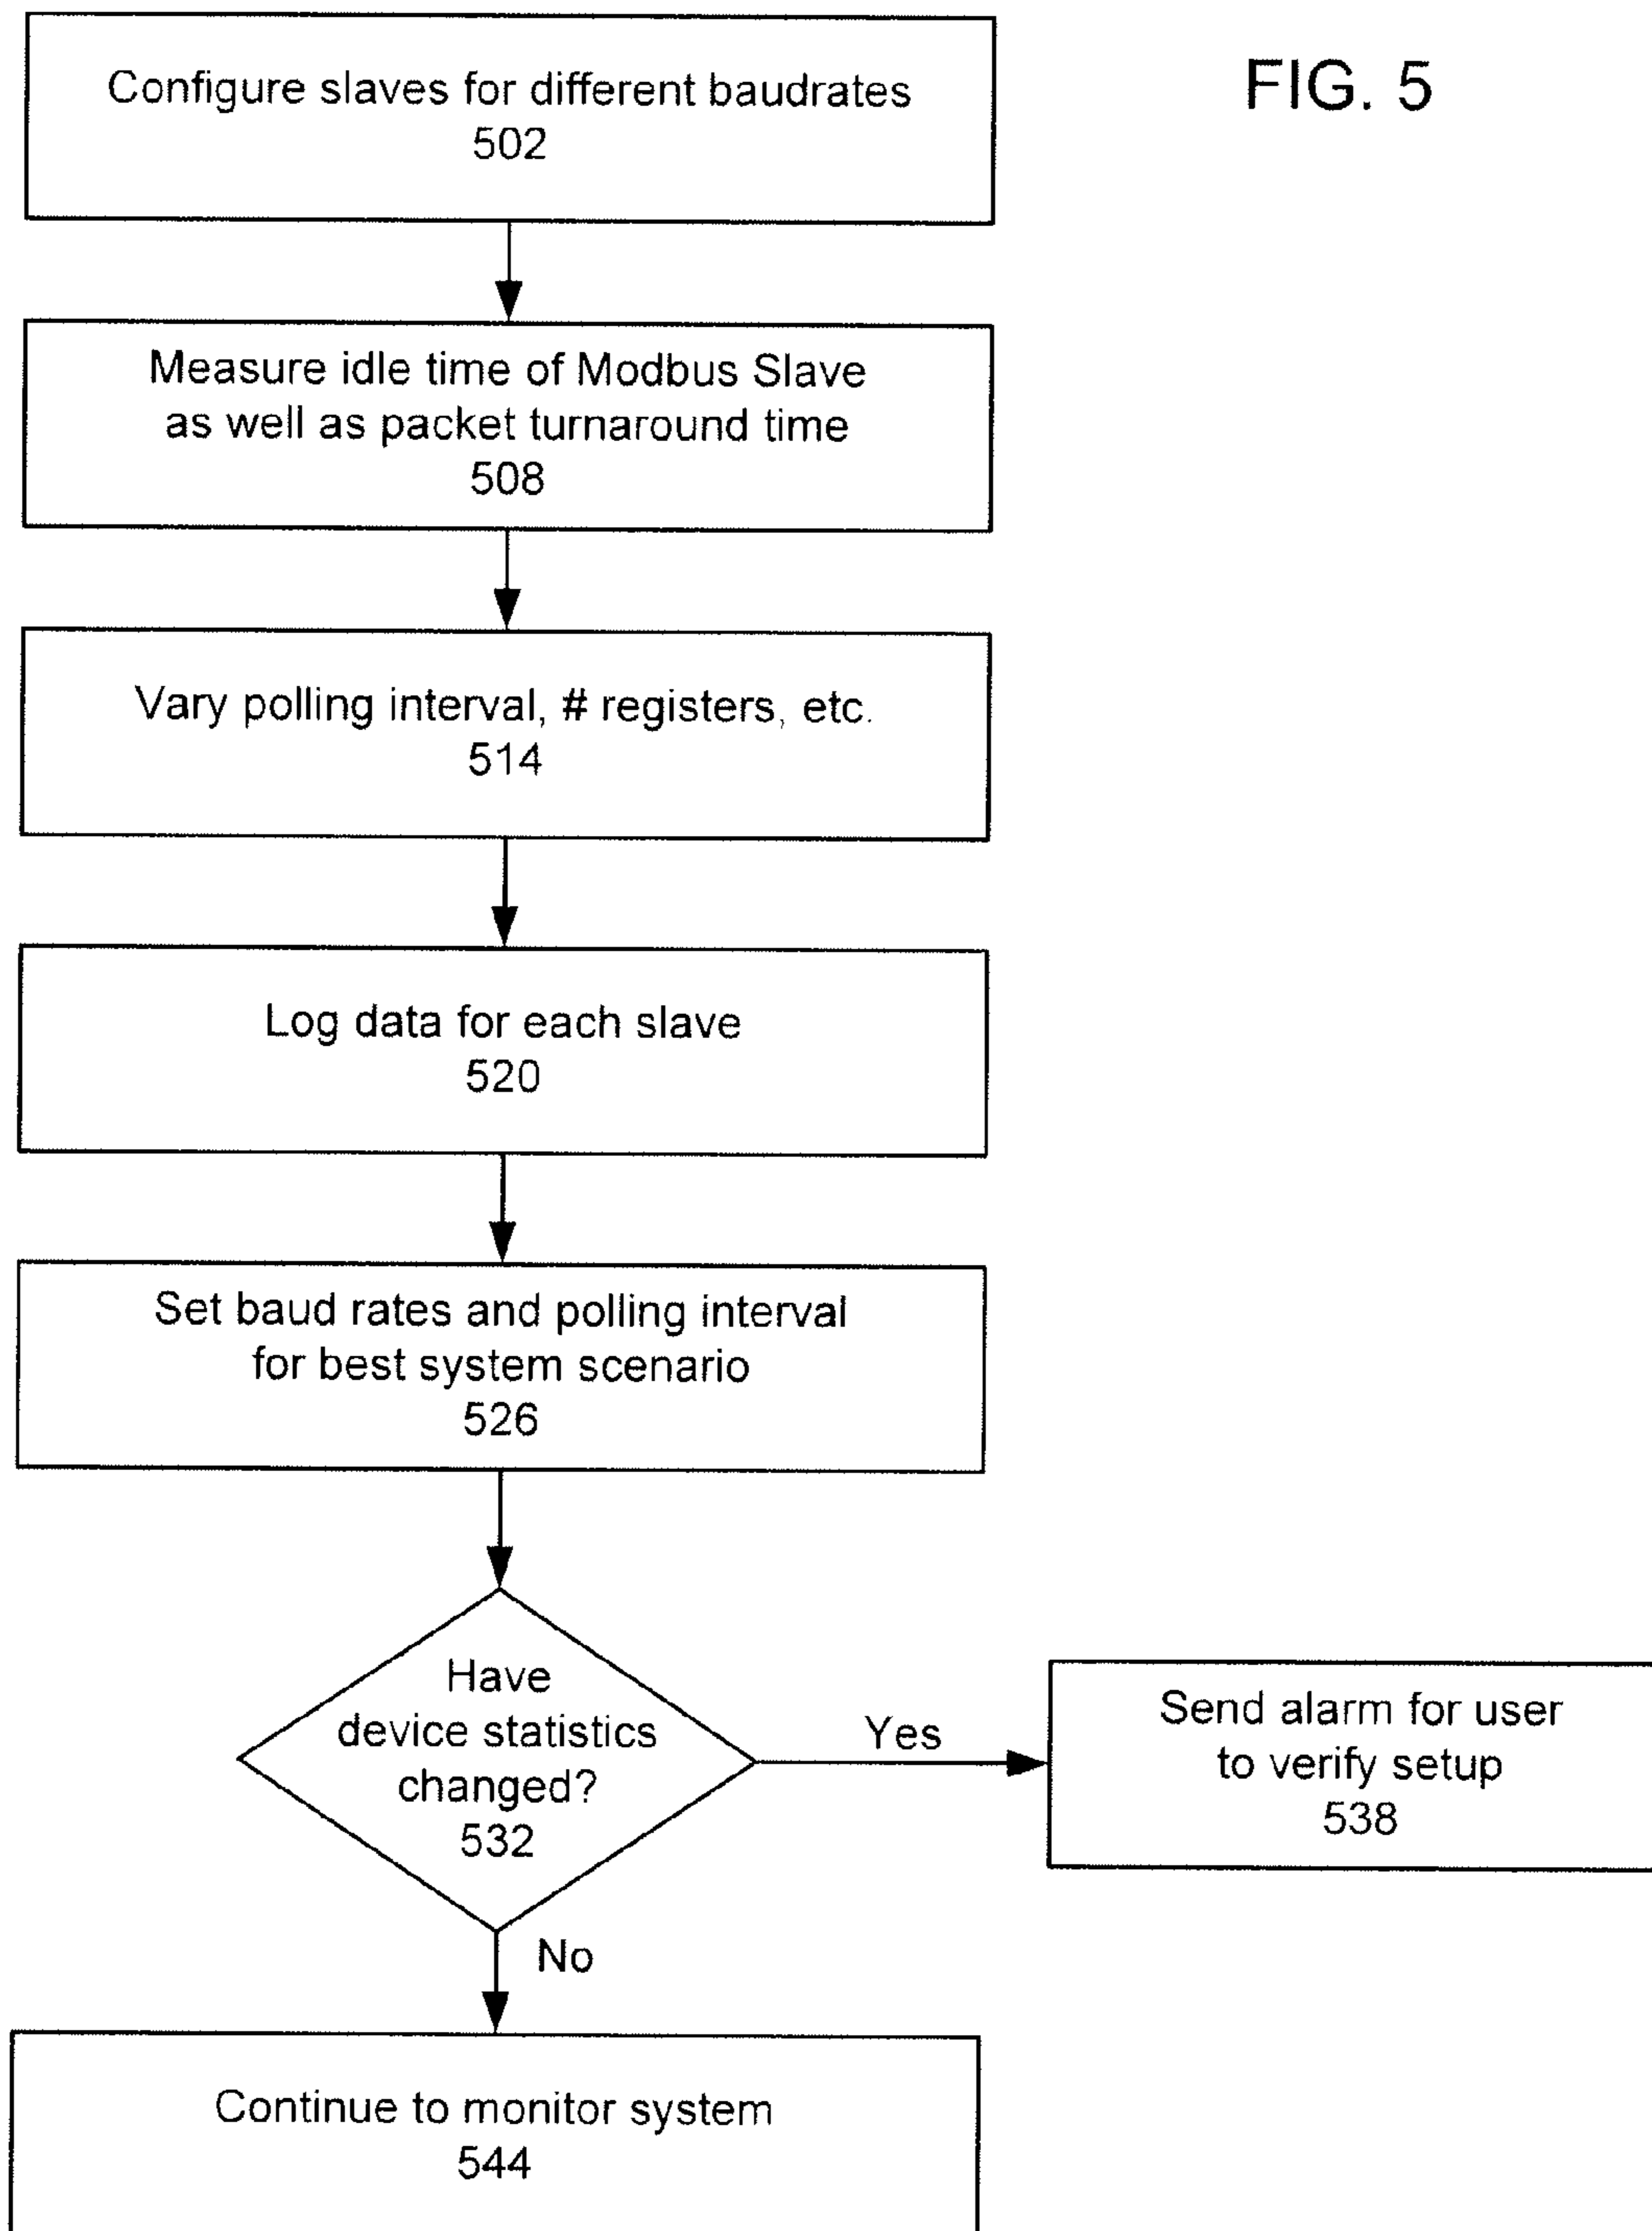 FIG. 5
Configure slaves for different baudrates
502
Measure idle time of Modbus Slave
as well as packet turnaround time
508
Vary polling interval, # registers, etc.
514
Log data for each slave
520
Set baud rates and polling interval
for best system scenario
526
Have
device statistics
changed?
532
Yes
Send alarm for user
to verify setup
538
No
Continue to monitor system
544